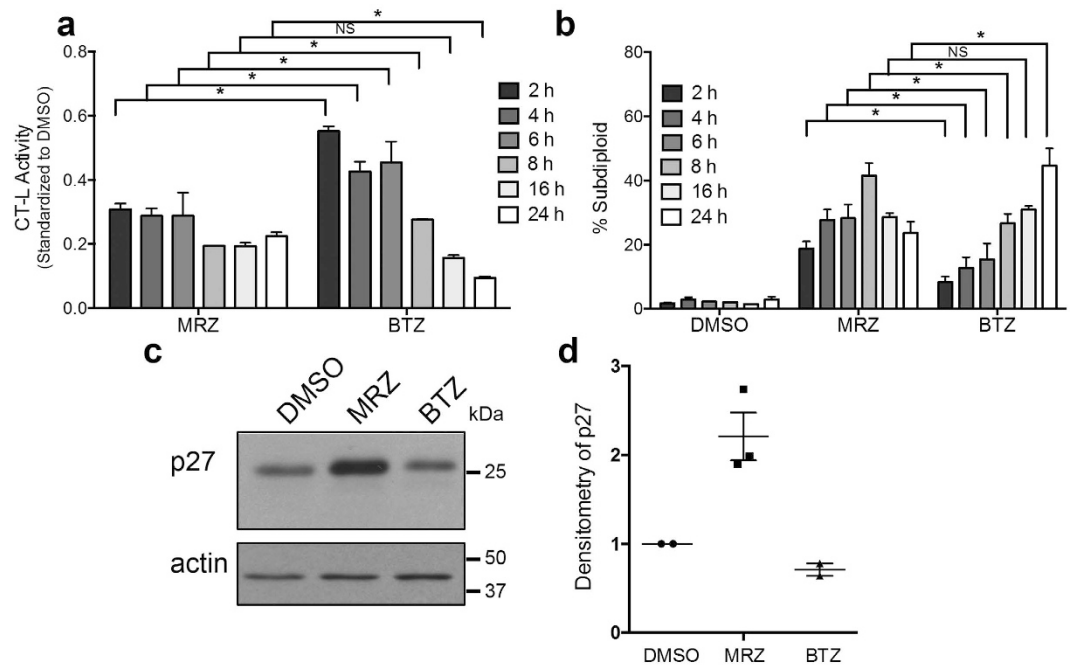 a
CT-L Activity
(Standardized to DMSO)
0.8
0.6
0.4
0.2
0.0
*
NS
*
*
*
*
MRZ
BTZ
2 h
4 h
6 h
8 h
16 h
24 h
b
% Subdiploid
80
60
40
20
0
*
NS
*
*
*
*
2 h
4 h
6 h
8 h
16 h
24 h
DMSO
MRZ
BTZ
c
DMSO
MRZ
BTZ
kDa
p27
25
actin
50
37
d
Densitometry of p27
3
2
1
0
DMSO
MRZ
BTZ